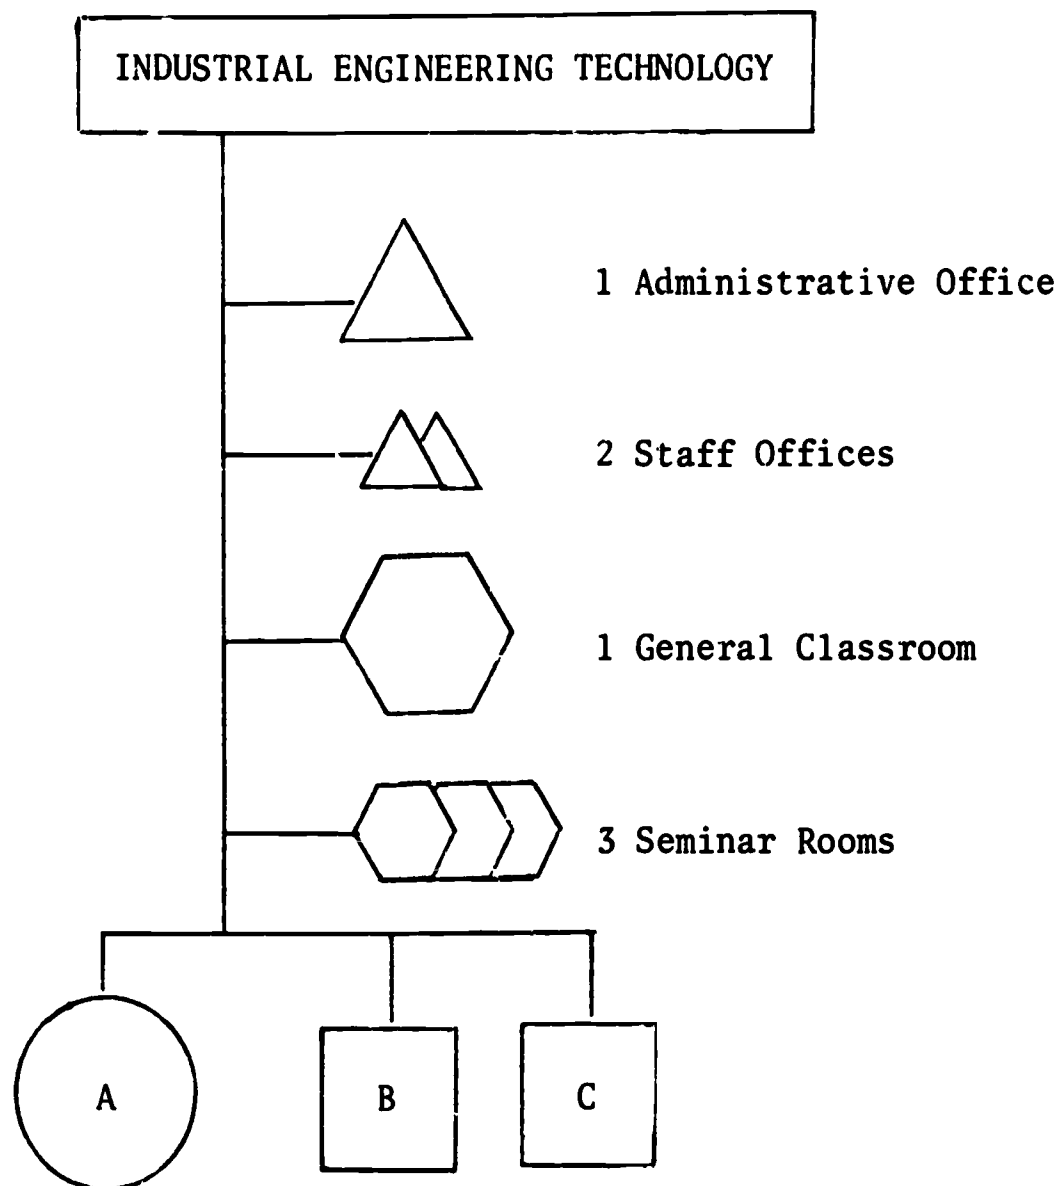 INDUSTRIAL ENGINEERING TECHNOLOGY
1 Administrative Office
2 Staff Offices
1 General Classroom
3 Seminar Rooms
A
B
C